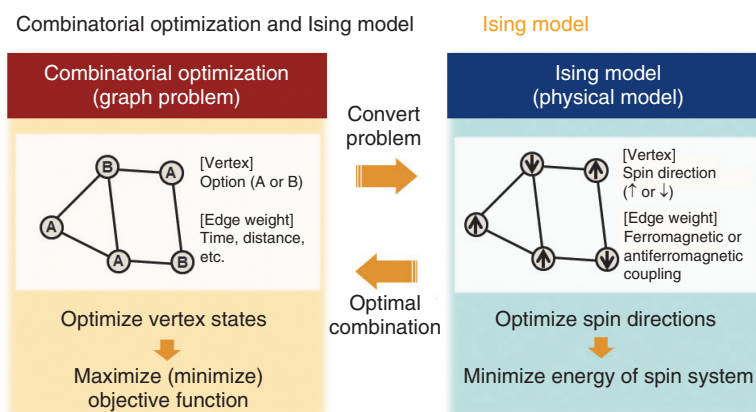 Combinatorial optimization and Ising model
Ising model
Combinatorial optimization
(graph problem)
B
A
A
A
B
[Vertex]
Option (A or B)
[Edge weight]
Time, distance,
etc.
Optimize vertex states
Maximize (minimize)
objective function
Convert
problem
Optimal
combination
Ising model
(physical model)
[Vertex]
Spin direction
(↑ or ↓)
[Edge weight]
Ferromagnetic or
antiferromagnetic
coupling
Optimize spin directions
Minimize energy of spin system